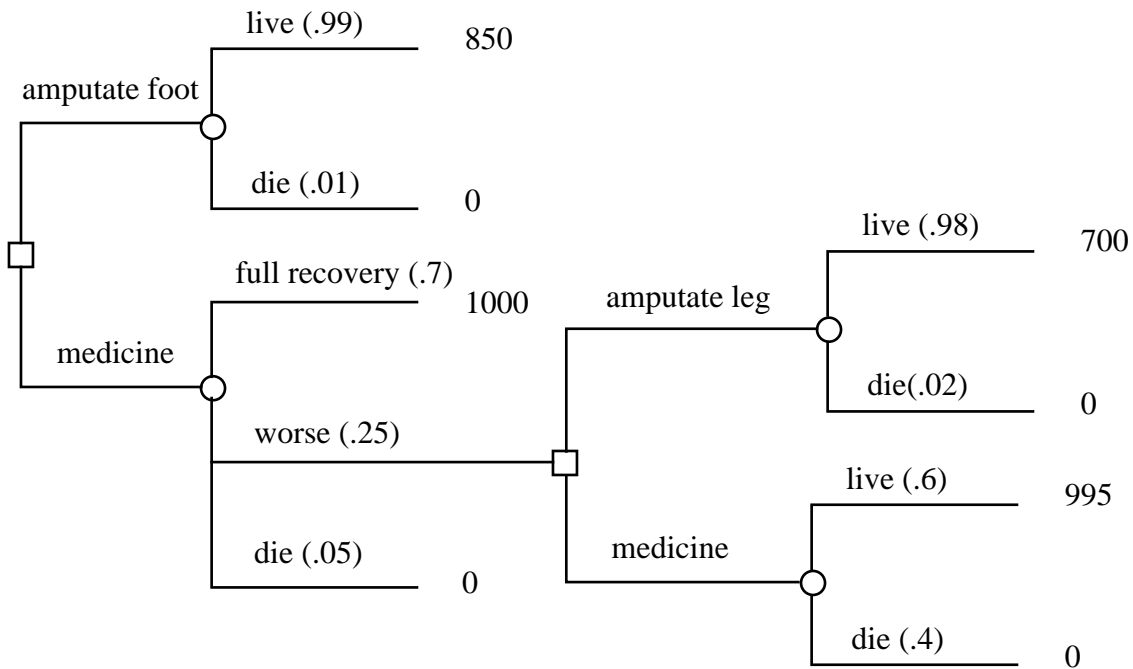 live (.99) 850
amputate foot
die (.01) 0
live (.98) 700
full recovery (.7) 1000
amputate leg
medicine
die(.02) 0
worse (.25)
live (.6) 995
die (.05) 0
medicine
die (.4) 0